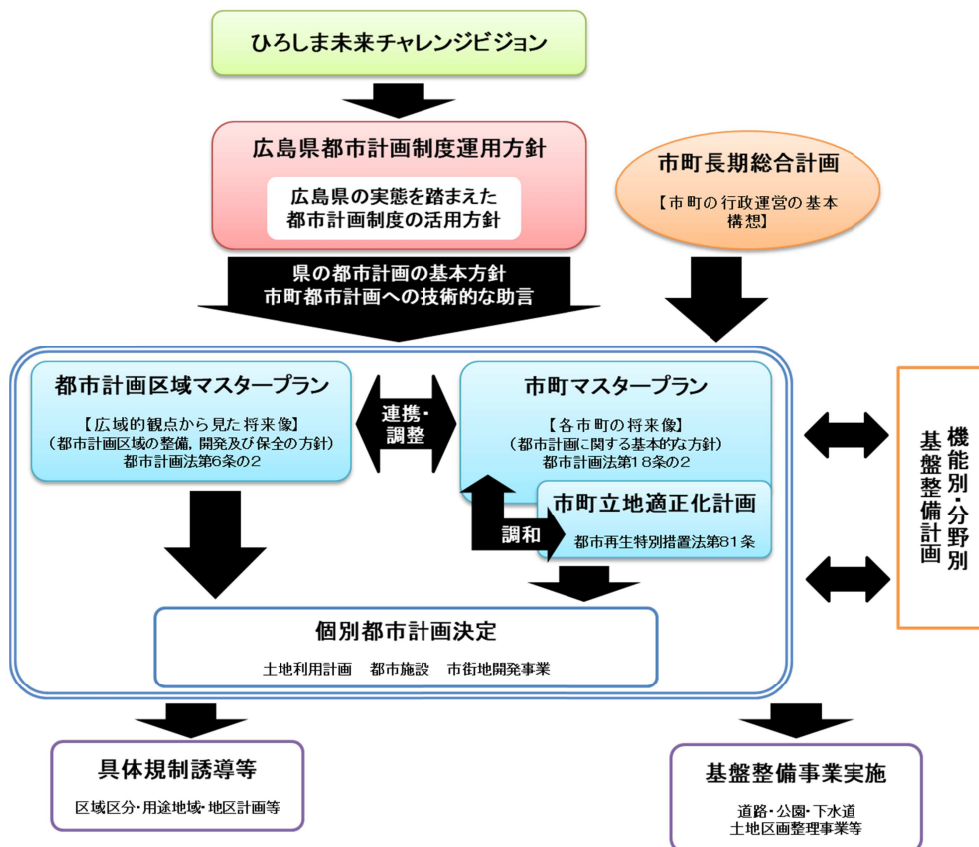 ひろしま未来チャレンジビジョン
広島県都市計画制度運用方針
広島県の実態を踏まえた
都市計画制度の活用方針
市町長期総合計画
【市町の行政運営の基本
構想】
県の都市計画の基本方針
市町都市計画への技術的な助言
都市計画区域マスタープラン
【広域的観点から見た将来像】
(都市計画区域の整備，開発及び保全の方針)
都市計画法第6条の2
連携・
調整
市町マスタープラン
【各市町の将来像】
(都市計画に関する基本的な方針)
都市計画法第18条の2
市町立地適正化計画
都市再生特別措置法第81条
調和
機能別・分野別
基盤整備計画
個別都市計画決定
土地利用計画　都市施設　市街地開発事業
具体規制誘導等
区域区分・用途地域・地区計画等
基盤整備事業実施
道路・公園・下水道
土地区画整理事業等